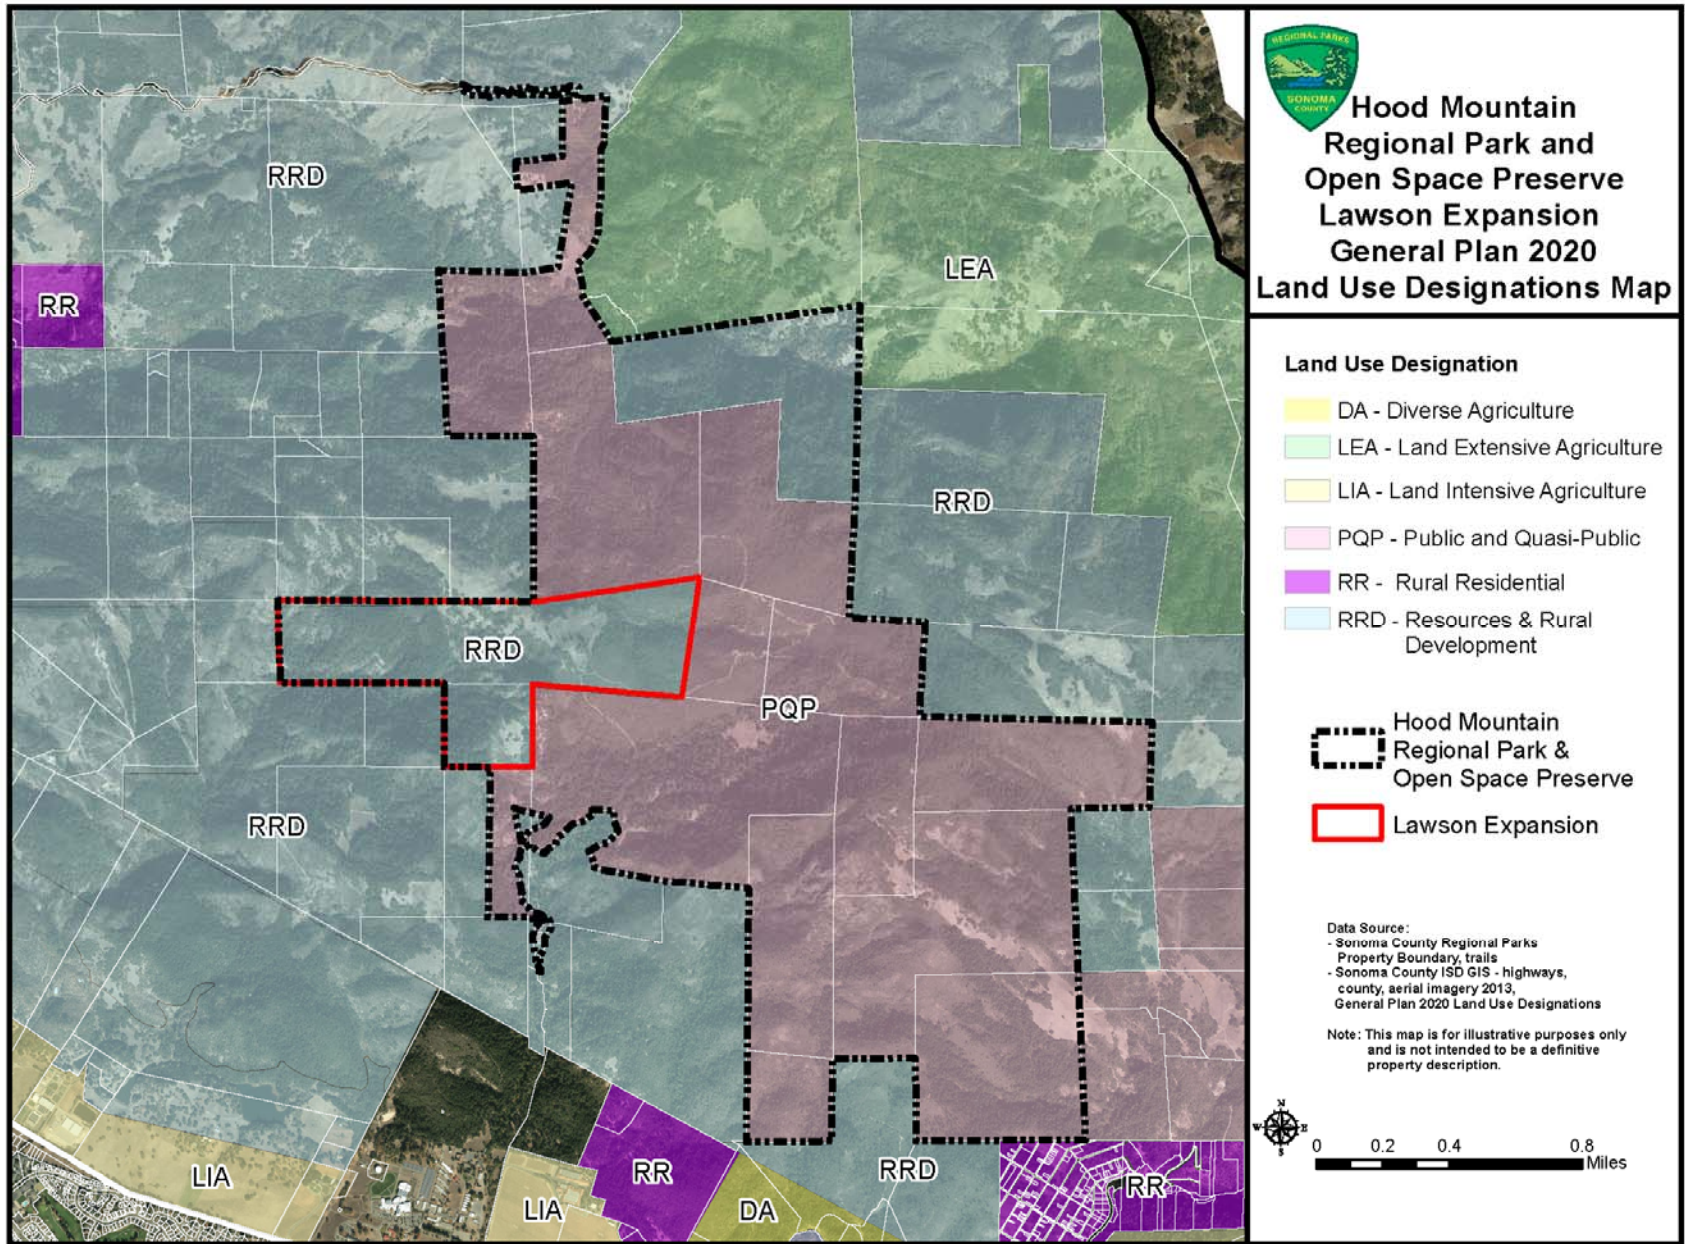 REGIONAL PARKS
SONOMA
COUNTY
Hood Mountain
Regional Park and
Open Space Preserve
Lawson Expansion
General Plan 2020
Land Use Designations Map
Land Use Designation
DA - Diverse Agriculture
LEA - Land Extensive Agriculture
LIA - Land Intensive Agriculture
PQP - Public and Quasi-Public
RR - Rural Residential
RRD - Resources & Rural
Development
Hood Mountain
Regional Park &
Open Space Preserve
Lawson Expansion
Data Source:
- Sonoma County Regional Parks
Property Boundary, trails
- Sonoma County ISD GIS - highways,
county, aerial imagery 2013,
General Plan 2020 Land Use Designations
Note: This map is for illustrative purposes only
and is not intended to be a definitive
property description.
N
W E
S
0 0.2 0.4 0.8
Miles
RRD
LEA
RR
RRD
RRD
PQP
RRD
LIA
LIA
RR
DA
RRD
RR